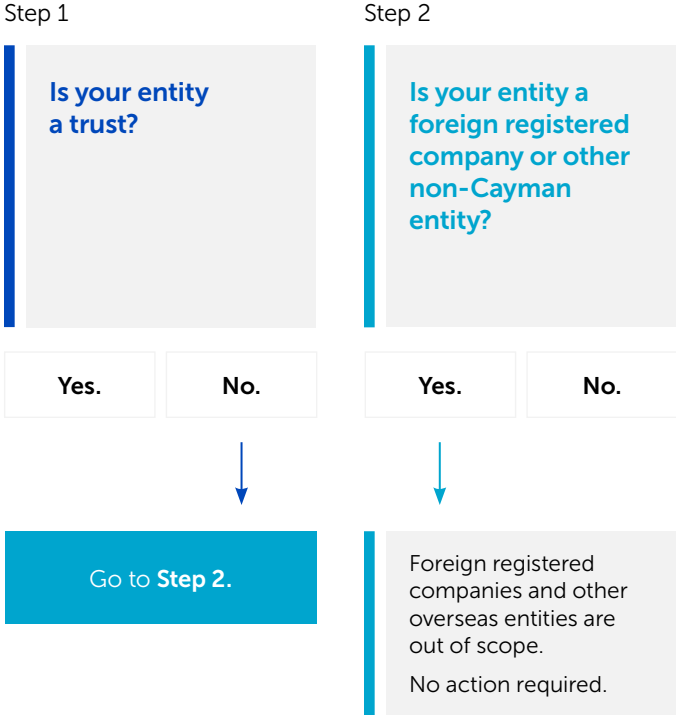 Step 1
Is your entity
a trust?
Yes.
No.
Go to Step 2.
Step 2
Is your entity a
foreign registered
company or other
non-Cayman
entity?
Yes.
No.
Foreign registered
companies and other
overseas entities are
out of scope.
No action required.